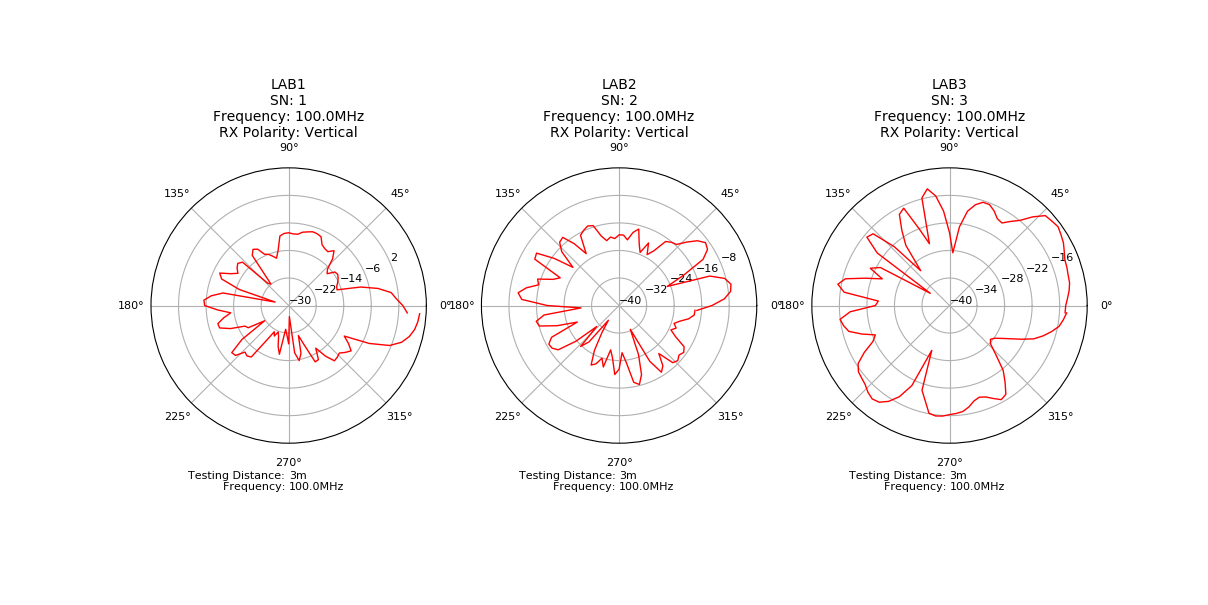 LAB1
SN: 1
Frequency: 100.0MHz
RX Polarity: Vertical
90°
135°
45°
2
−6
−14
−22
−30
180°
0°
225°
315°
270°
Testing Distance: 3m
Frequency: 100.0MHz
LAB2
SN: 2
Frequency: 100.0MHz
RX Polarity: Vertical
90°
135°
45°
−8
−16
−24
−32
−40
180°
0°
225°
315°
270°
Testing Distance: 3m
Frequency: 100.0MHz
LAB3
SN: 3
Frequency: 100.0MHz
RX Polarity: Vertical
90°
135°
45°
−16
−22
−28
−34
−40
180°
0°
225°
315°
270°
Testing Distance: 3m
Frequency: 100.0MHz